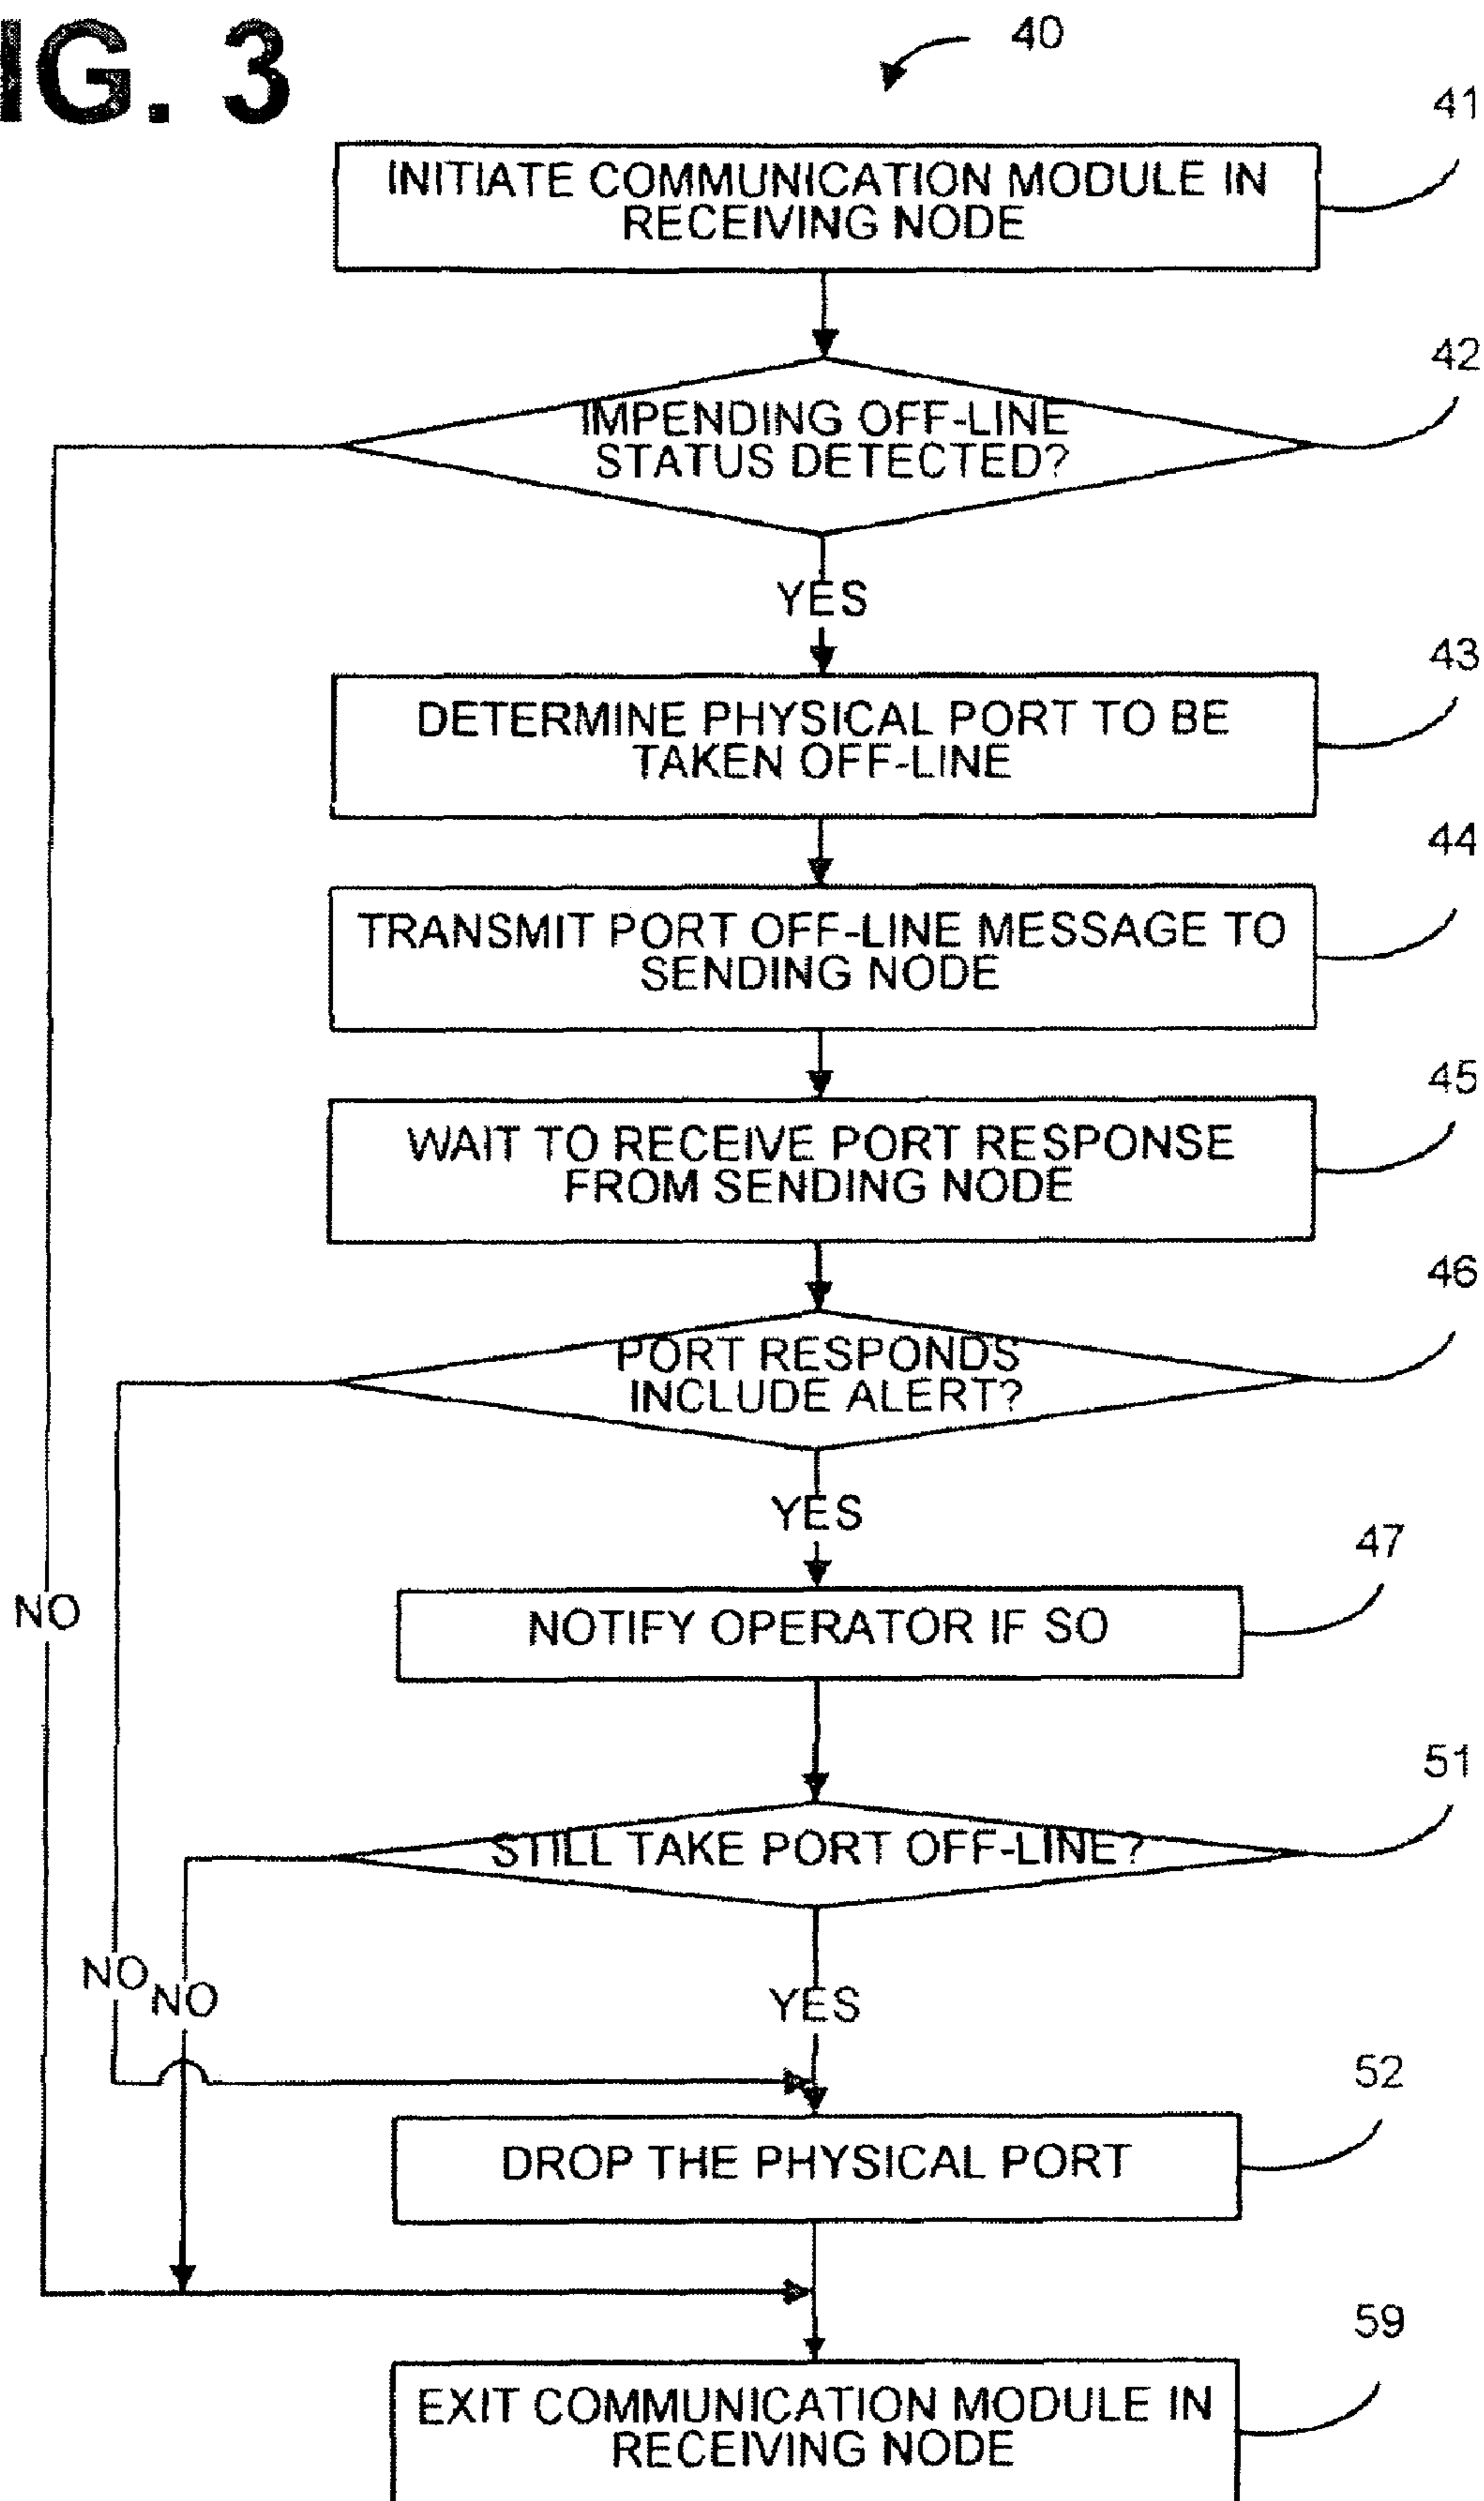 IG. 3
40
41
INITIATE COMMUNICATION MODULE IN
RECEIVING NODE
42
IMPENDING OFF-LINE
STATUS DETECTED?
YES
43
DETERMINE PHYSICAL PORT TO BE
TAKEN OFF-LINE
44
TRANSMIT PORT OFF-LINE MESSAGE TO
SENDING NODE
45
WAIT TO RECEIVE PORT RESPONSE
FROM SENDING NODE
46
PORT RESPONDS
INCLUDE ALERT?
YES
47
NO
NOTIFY OPERATOR IF SO
51
STILL TAKE PORT OFF-LINE?
NO
NO
YES
52
DROP THE PHYSICAL PORT
59
EXIT COMMUNICATION MODULE IN
RECEIVING NODE